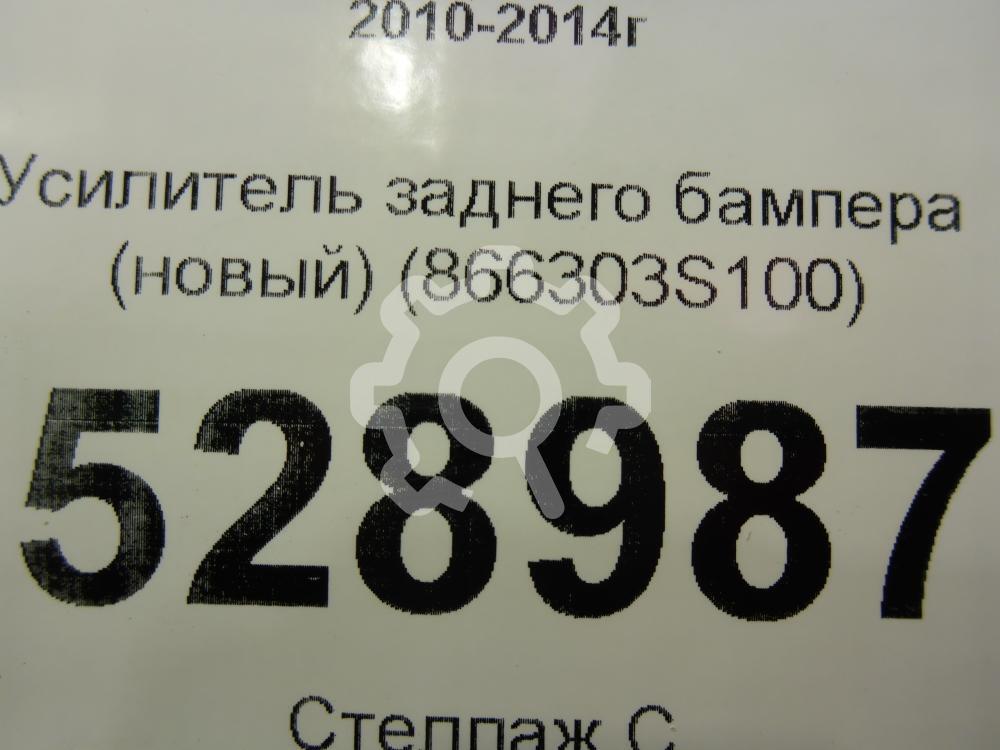 2010-2014г
Усилитель заднего бампера
(новый) (866303S100)
528987
Стеллаж С